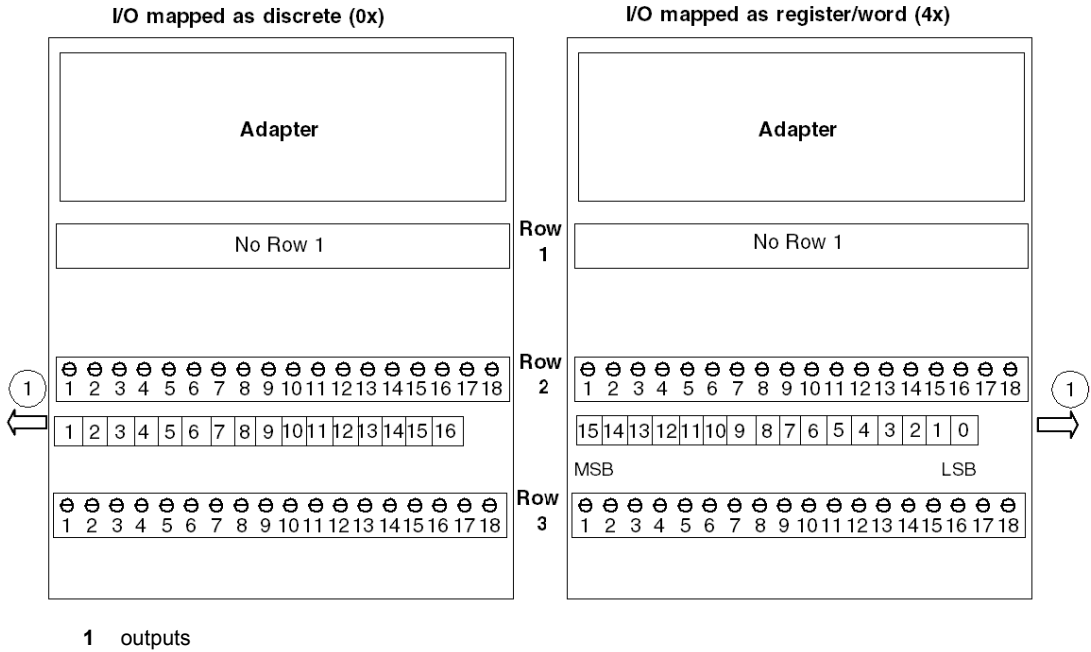 I/O mapped as discrete (0x)
I/O mapped as register/word (4x)
Adapter
Adapter
No Row 1
Row 1
No Row 1
1 2 3 4 5 6 7 8 9 10 11 12 13 14 15 16 17 18
Row 2
1 2 3 4 5 6 7 8 9 10 11 12 13 14 15 16 17 18
1
1
1 2 3 4 5 6 7 8 9 10 11 12 13 14 15 16
15 14 13 12 11 10 9 8 7 6 5 4 3 2 1 0
MSB
LSB
1 2 3 4 5 6 7 8 9 10 11 12 13 14 15 16 17 18
Row 3
1 2 3 4 5 6 7 8 9 10 11 12 13 14 15 16 17 18
1 outputs